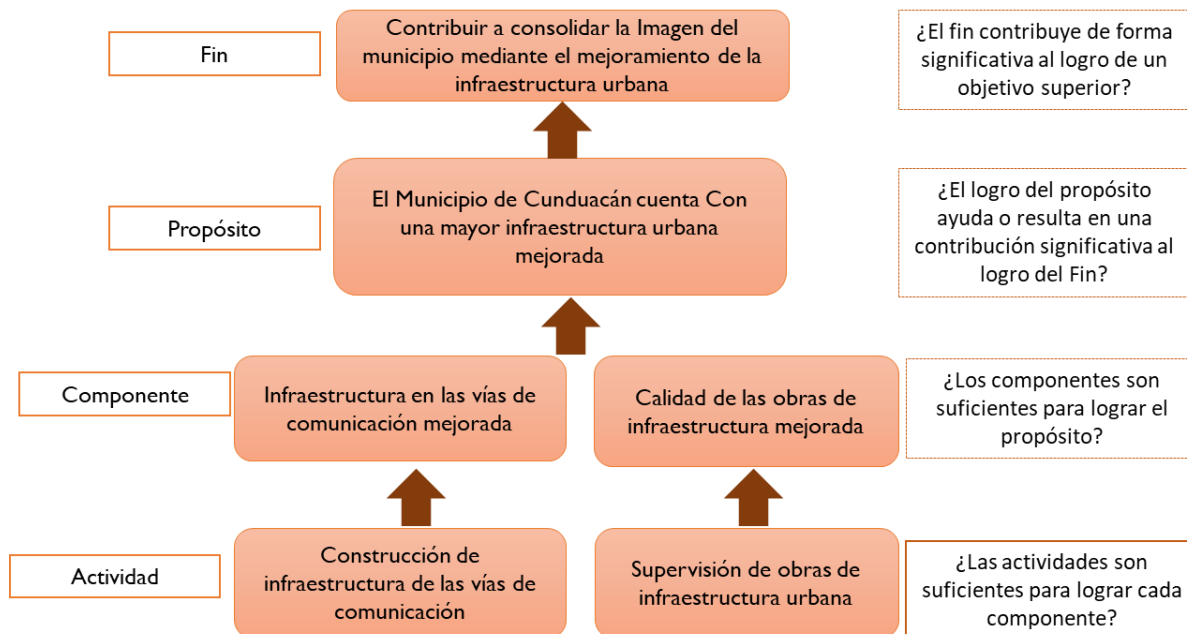 Fin
Contribuir a consolidar la Imagen del
municipio mediante el mejoramiento de la
infraestructura urbana
¿El fin contribuye de forma
significativa al logro de un
objetivo superior?
Propósito
El Municipio de Cunduacán cuenta Con
una mayor infraestructura urbana
mejorada
¿El logro del propósito
ayuda o resulta en una
contribución significativa al
logro del Fin?
Componente
Infraestructura en las vías de
comunicación mejorada
Calidad de las obras de
infraestructura mejorada
¿Los componentes son
suficientes para lograr el
propósito?
Actividad
Construcción de
infraestructura de las vías de
comunicación
Supervisión de obras de
infraestructura urbana
¿Las actividades son
suficientes para lograr cada
componente?